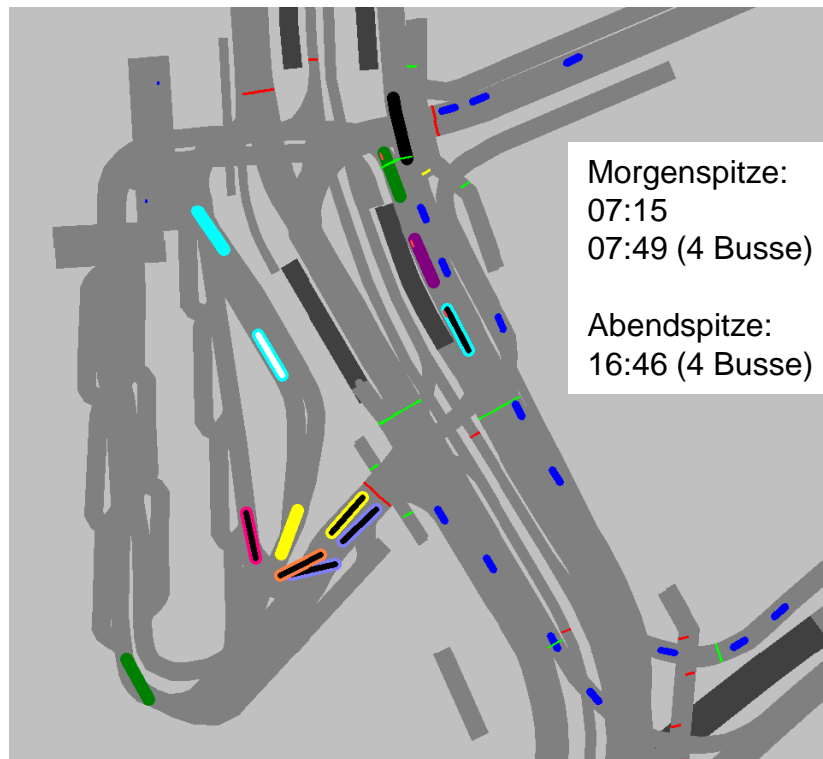 Morgenspitze:
07:15
07:49 (4 Busse)
Abendspitze:
16:46 (4 Busse)